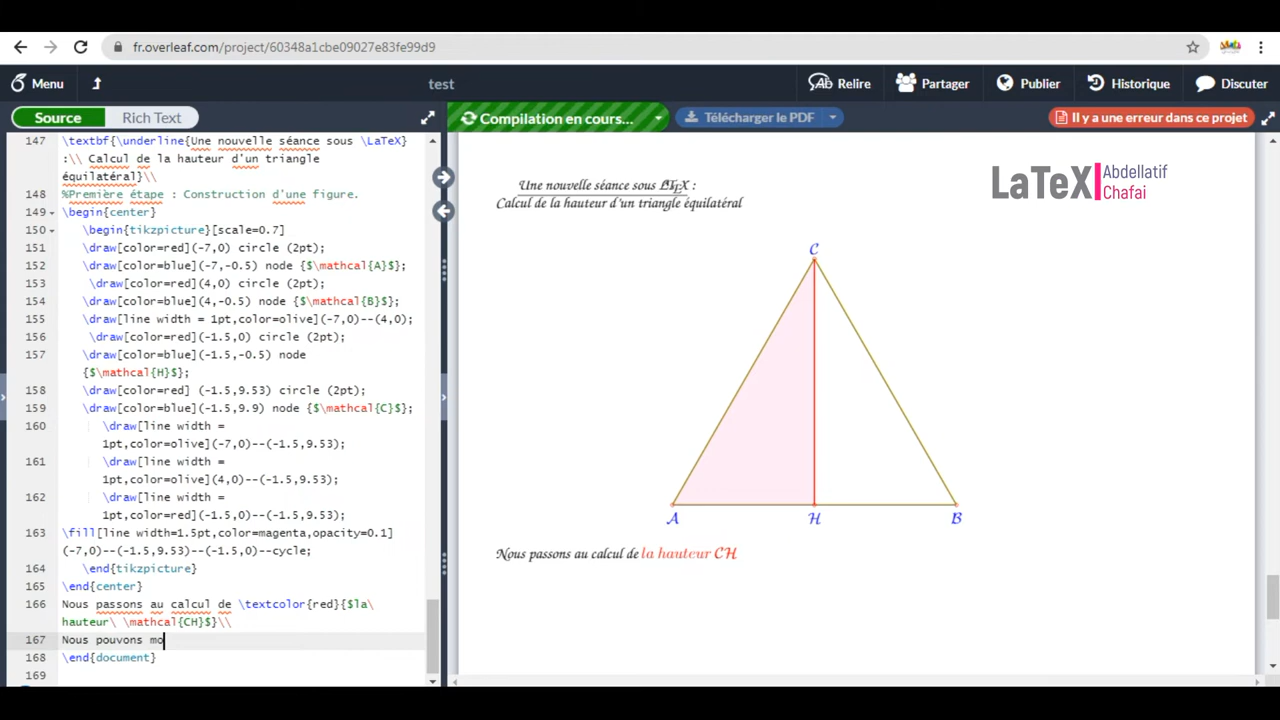 fr.overleaf.com/project/60348a1cbe09027e83fe99d9
Menu
test
Relire
Partager
Publier
Historique
Discuter
Source
Rich Text
Compilation en cours...
Télécharger le PDF
Il y a une erreur dans ce projet
147 \textbf{\underline{Une nouvelle séance sous \LaTeX}
:\\ Calcul de la hauteur d'un triangle
équilatéral}\\
148 %Première étape : Construction d'une figure.
149 \begin{center}
150 \begin{tikzpicture}[scale=0.7]
151 \draw[color=red](-7,0) circle (2pt);
152 \draw[color=blue](-7,-0.5) node {$\mathcal{A}$};
153 \draw[color=red](4,0) circle (2pt);
154 \draw[color=blue](4,-0.5) node {$\mathcal{B}$};
155 \draw[line width = 1pt,color=olive](-7,0)--(4,0);
156 \draw[color=red](-1.5,0) circle (2pt);
157 \draw[color=blue](-1.5,-0.5) node
{$\mathcal{H}$};
158 \draw[color=red] (-1.5,9.53) circle (2pt);
159 \draw[color=blue](-1.5,9.9) node {$\mathcal{C}$};
160 \draw[line width =
1pt,color=olive](-7,0)--(-1.5,9.53);
161 \draw[line width =
1pt,color=olive](4,0)--(-1.5,9.53);
162 \draw[line width =
1pt,color=red](-1.5,0)--(-1.5,9.53);
163 \fill[line width=1.5pt,color=magenta,opacity=0.1]
(-7,0)--(-1.5,9.53)--(-1.5,0)--cycle;
164 \end{tikzpicture}
165 \end{center}
166 Nous passons au calcul de \textcolor{red}{$la\
hauteur\ \mathcal{CH}$}\\
167 Nous pouvons mo
168 \end{document}
169
Une nouvelle séance sous LATEX :
Calcul de la hauteur d'un triangle équilatéral
LaTeX
Abdellatif
Chafai
C
A
H
B
Nous passons au calcul de la hauteur CH